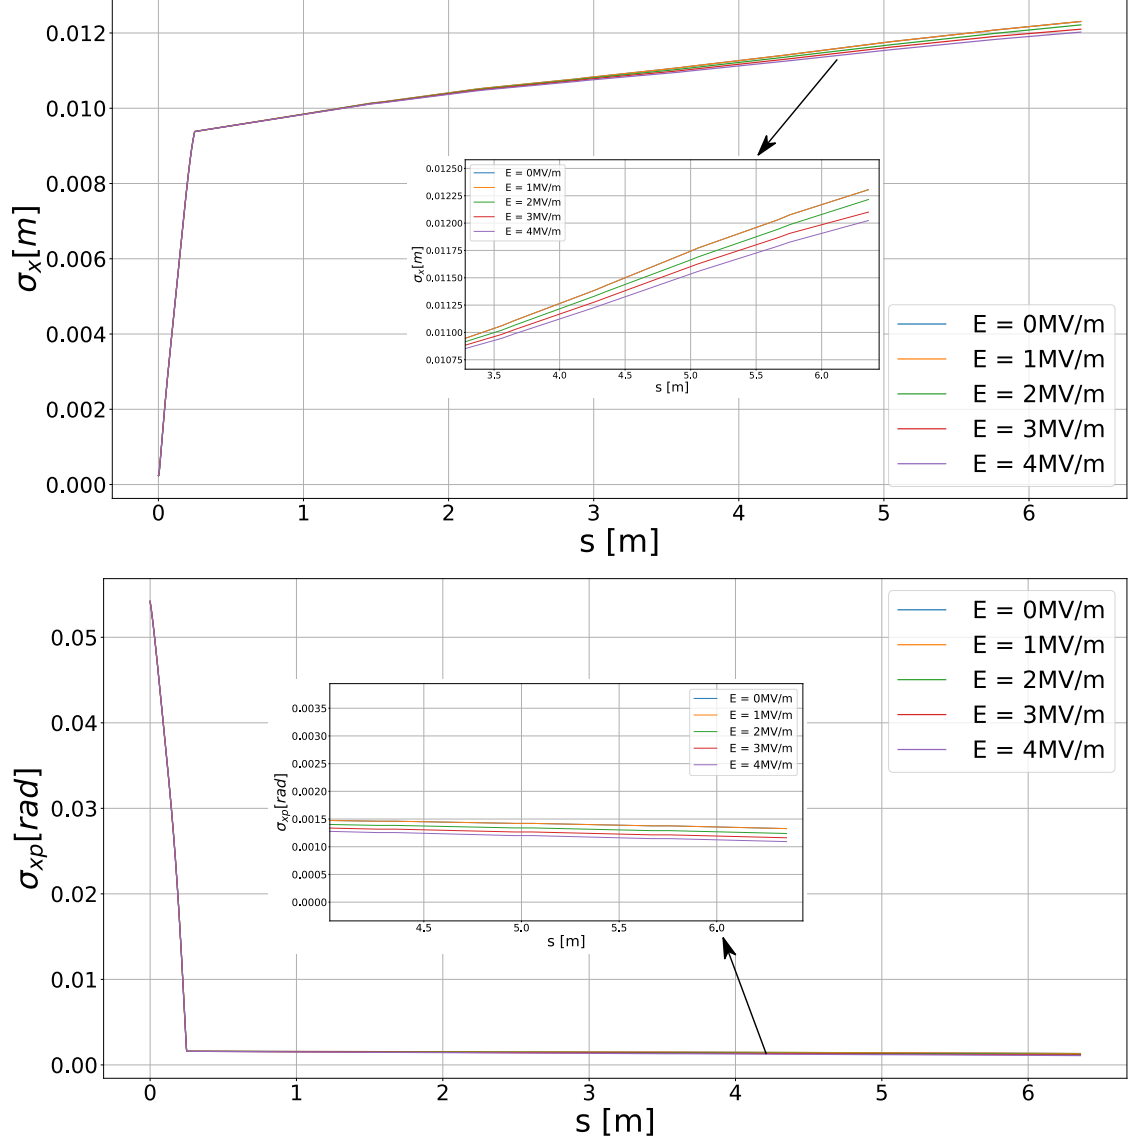 0.012
0.010
0.008
0.006
0.004
0.002
0.000
σx[m]
0 1 2 3 4 5 6
s [m]
E = 0MV/m
E = 1MV/m
E = 2MV/m
E = 3MV/m
E = 4MV/m
0.01250
0.01225
0.01200
0.01175
0.01150
0.01125
0.01100
0.01075
σx[m]
3.5 4.0 4.5 5.0 5.5 6.0
s [m]
E = 0MV/m
E = 1MV/m
E = 2MV/m
E = 3MV/m
E = 4MV/m
0.05
0.04
0.03
0.02
0.01
0.00
σxp[rad]
0 1 2 3 4 5 6
s [m]
E = 0MV/m
E = 1MV/m
E = 2MV/m
E = 3MV/m
E = 4MV/m
0.0035
0.0030
0.0025
0.0020
0.0015
0.0010
0.0005
0.0000
σxp[rad]
4.5 5.0 5.5 6.0
s [m]
E = 0MV/m
E = 1MV/m
E = 2MV/m
E = 3MV/m
E = 4MV/m